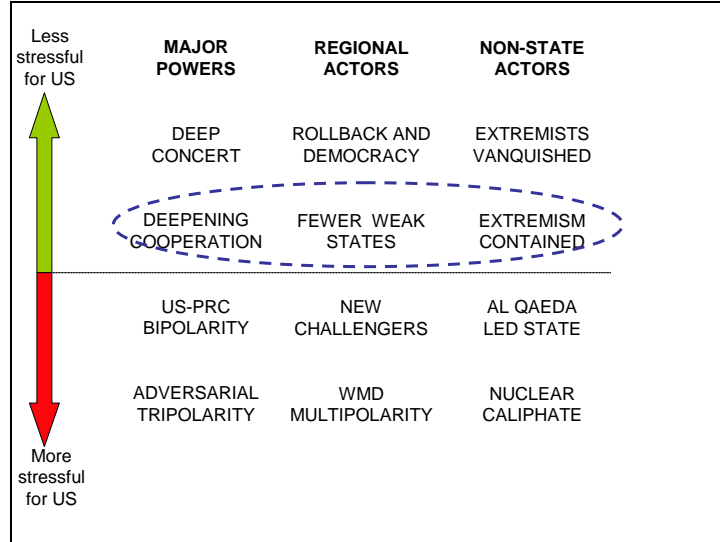 Less
stressful
for US
MAJOR
POWERS
REGIONAL
ACTORS
NON-STATE
ACTORS
DEEP
CONCERT
ROLLBACK AND
DEMOCRACY
EXTREMISTS
VANQUISHED
DEEPENING
COOPERATION
FEWER WEAK
STATES
EXTREMISM
CONTAINED
US-PRC
BIPOLARITY
NEW
CHALLENGERS
AL QAEDA
LED STATE
ADVERSARIAL
TRIPOLARITY
WMD
MULTIPOLARITY
NUCLEAR
CALIPHATE
More
stressful
for US